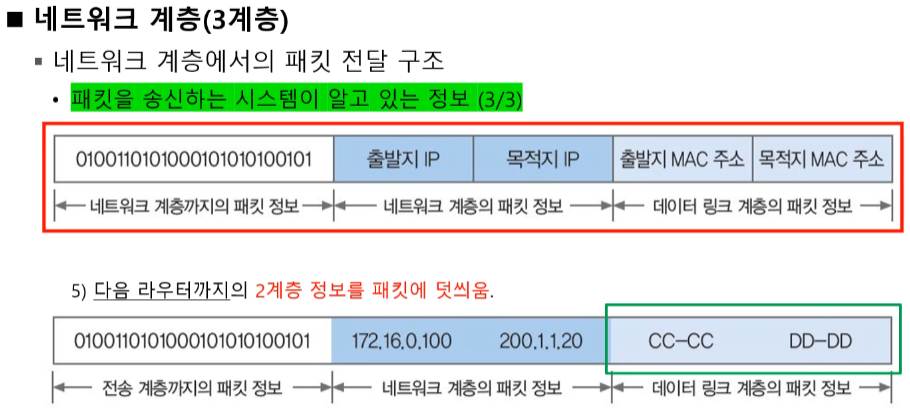 ■ 네트워크 계층(3계층)
▪ 네트워크 계층에서의 패킷 전달 구조
• 패킷을 송신하는 시스템이 알고 있는 정보 (3/3)
01001101010001010101001​01 출발지 IP 목적지 IP 출발지 MAC 주소 목적지 MAC 주소
네트워크 계층까지의 패킷 정보 네트워크 계층의 패킷 정보 데이터 링크 계층의 패킷 정보
5) 다음 라우터까지의 2계층 정보를 패킷에 덧씌움.
0100110101000101010100101 172.16.0.100 200.1.1.20 CC-CC DD-DD
전송 계층까지의 패킷 정보 네트워크 계층의 패킷 정보 데이터 링크 계층의 패킷 정보